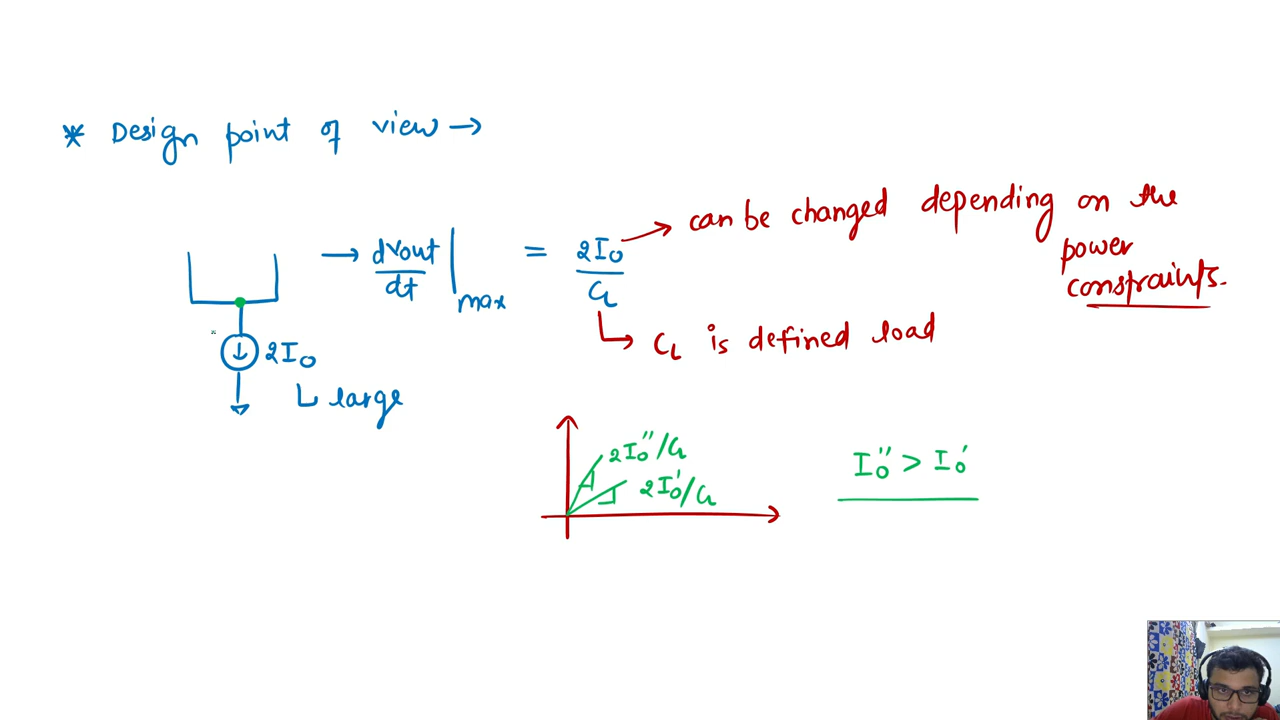 * Design point of view →
→ dVout/dt |max = 2I0/CL
→ can be changed depending on the
power
constraints.
2I0
↳ large
↳ CL is defined load
2I0''/CL
2I0'/CL
I0'' > I0'